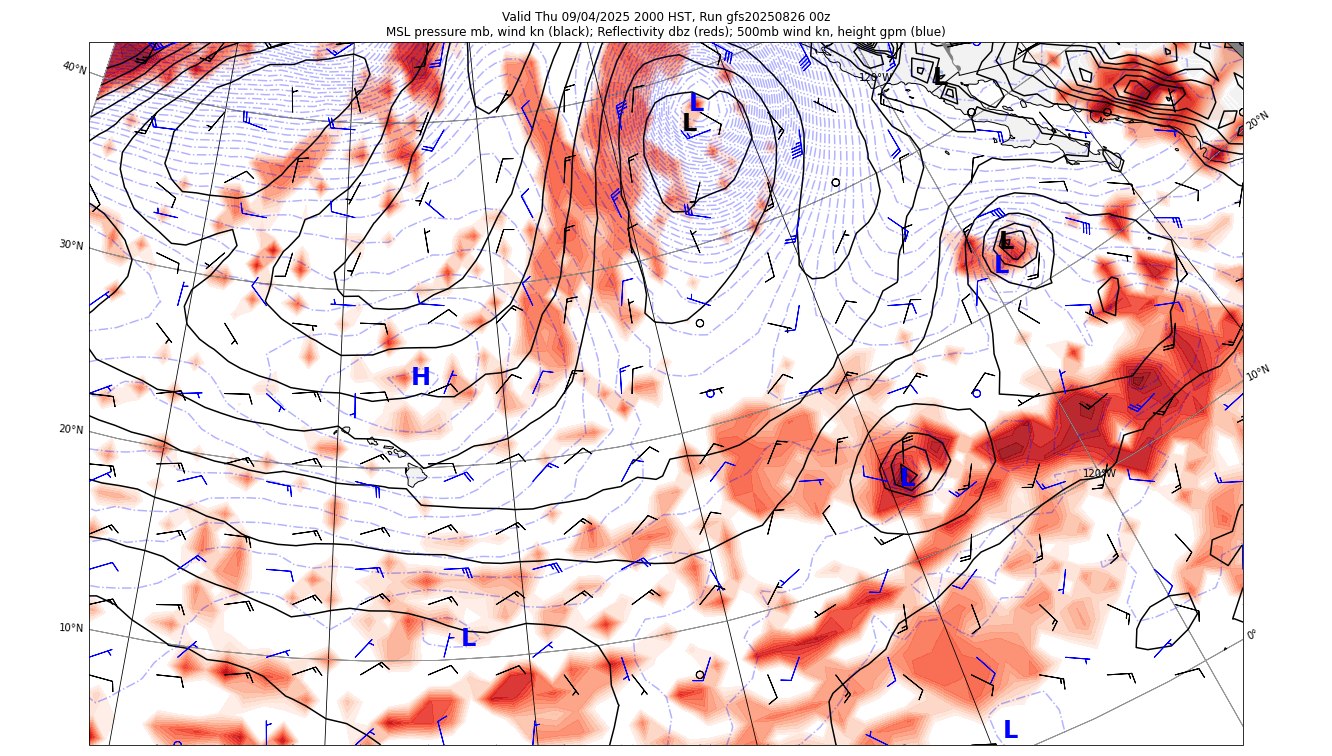 Valid Thu 09/04/2025 2000 HST, Run gfs20250826 00z
MSL pressure mb, wind kn (black); Reflectivity dbz (reds); 500mb wind kn, height gpm (blue)
40°N
120°W
L
20°N
L
L
30°N
L
L
H
10°N
20°N
L
120°W
10°N
L
0°
L